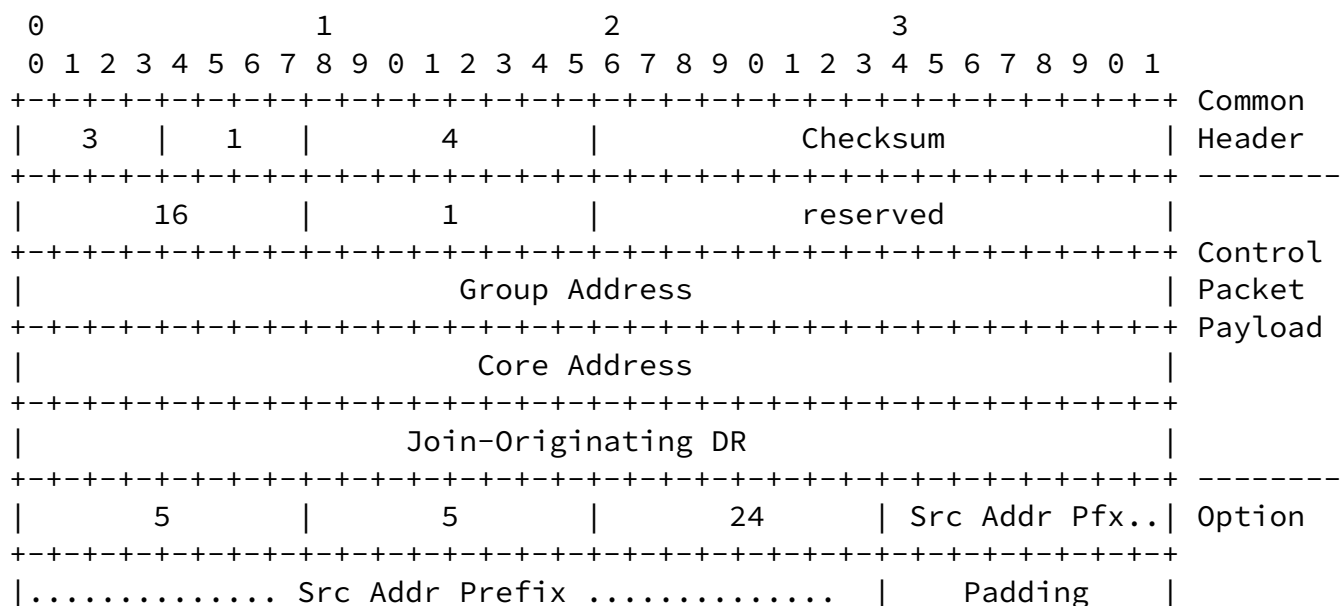 0                   1                   2                   3
 0 1 2 3 4 5 6 7 8 9 0 1 2 3 4 5 6 7 8 9 0 1 2 3 4 5 6 7 8 9 0 1
+-+-+-+-+-+-+-+-+-+-+-+-+-+-+-+-+-+-+-+-+-+-+-+-+-+-+-+-+-+-+-+-+ Common
|   3   |   1   |       4       |           Checksum            | Header
+-+-+-+-+-+-+-+-+-+-+-+-+-+-+-+-+-+-+-+-+-+-+-+-+-+-+-+-+-+-+-+-+ --------
|       16      |       1       |           reserved            |
+-+-+-+-+-+-+-+-+-+-+-+-+-+-+-+-+-+-+-+-+-+-+-+-+-+-+-+-+-+-+-+-+ Control
|                        Group Address                          | Packet
+-+-+-+-+-+-+-+-+-+-+-+-+-+-+-+-+-+-+-+-+-+-+-+-+-+-+-+-+-+-+-+-+ Payload
|                         Core Address                          |
+-+-+-+-+-+-+-+-+-+-+-+-+-+-+-+-+-+-+-+-+-+-+-+-+-+-+-+-+-+-+-+-+
|                     Join-Originating DR                       |
+-+-+-+-+-+-+-+-+-+-+-+-+-+-+-+-+-+-+-+-+-+-+-+-+-+-+-+-+-+-+-+-+ --------
|       5       |       5       |       24      | Src Addr Pfx..| Option
+-+-+-+-+-+-+-+-+-+-+-+-+-+-+-+-+-+-+-+-+-+-+-+-+-+-+-+-+-+-+-+-+
|.............. Src Addr Prefix ..............  |    Padding    |